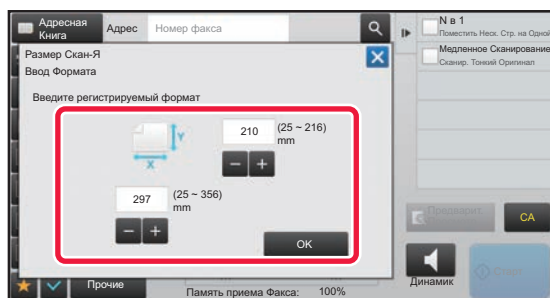 Адресная
Книга
Адрес
Номер факса
N в 1
Поместить Неск. Стр. на Одной
Размер Скан-Я
Медленное Сканирование
Сканир. Тонкий Оригинал
Ввод Формата
Введите регистрируемый формат
Y
X
210
(25 ~ 216)
mm
297
(25 ~ 356)
mm
OK
Предварит.
CA
Прочие
Память приема Факса: 100%
Динамик
Старт